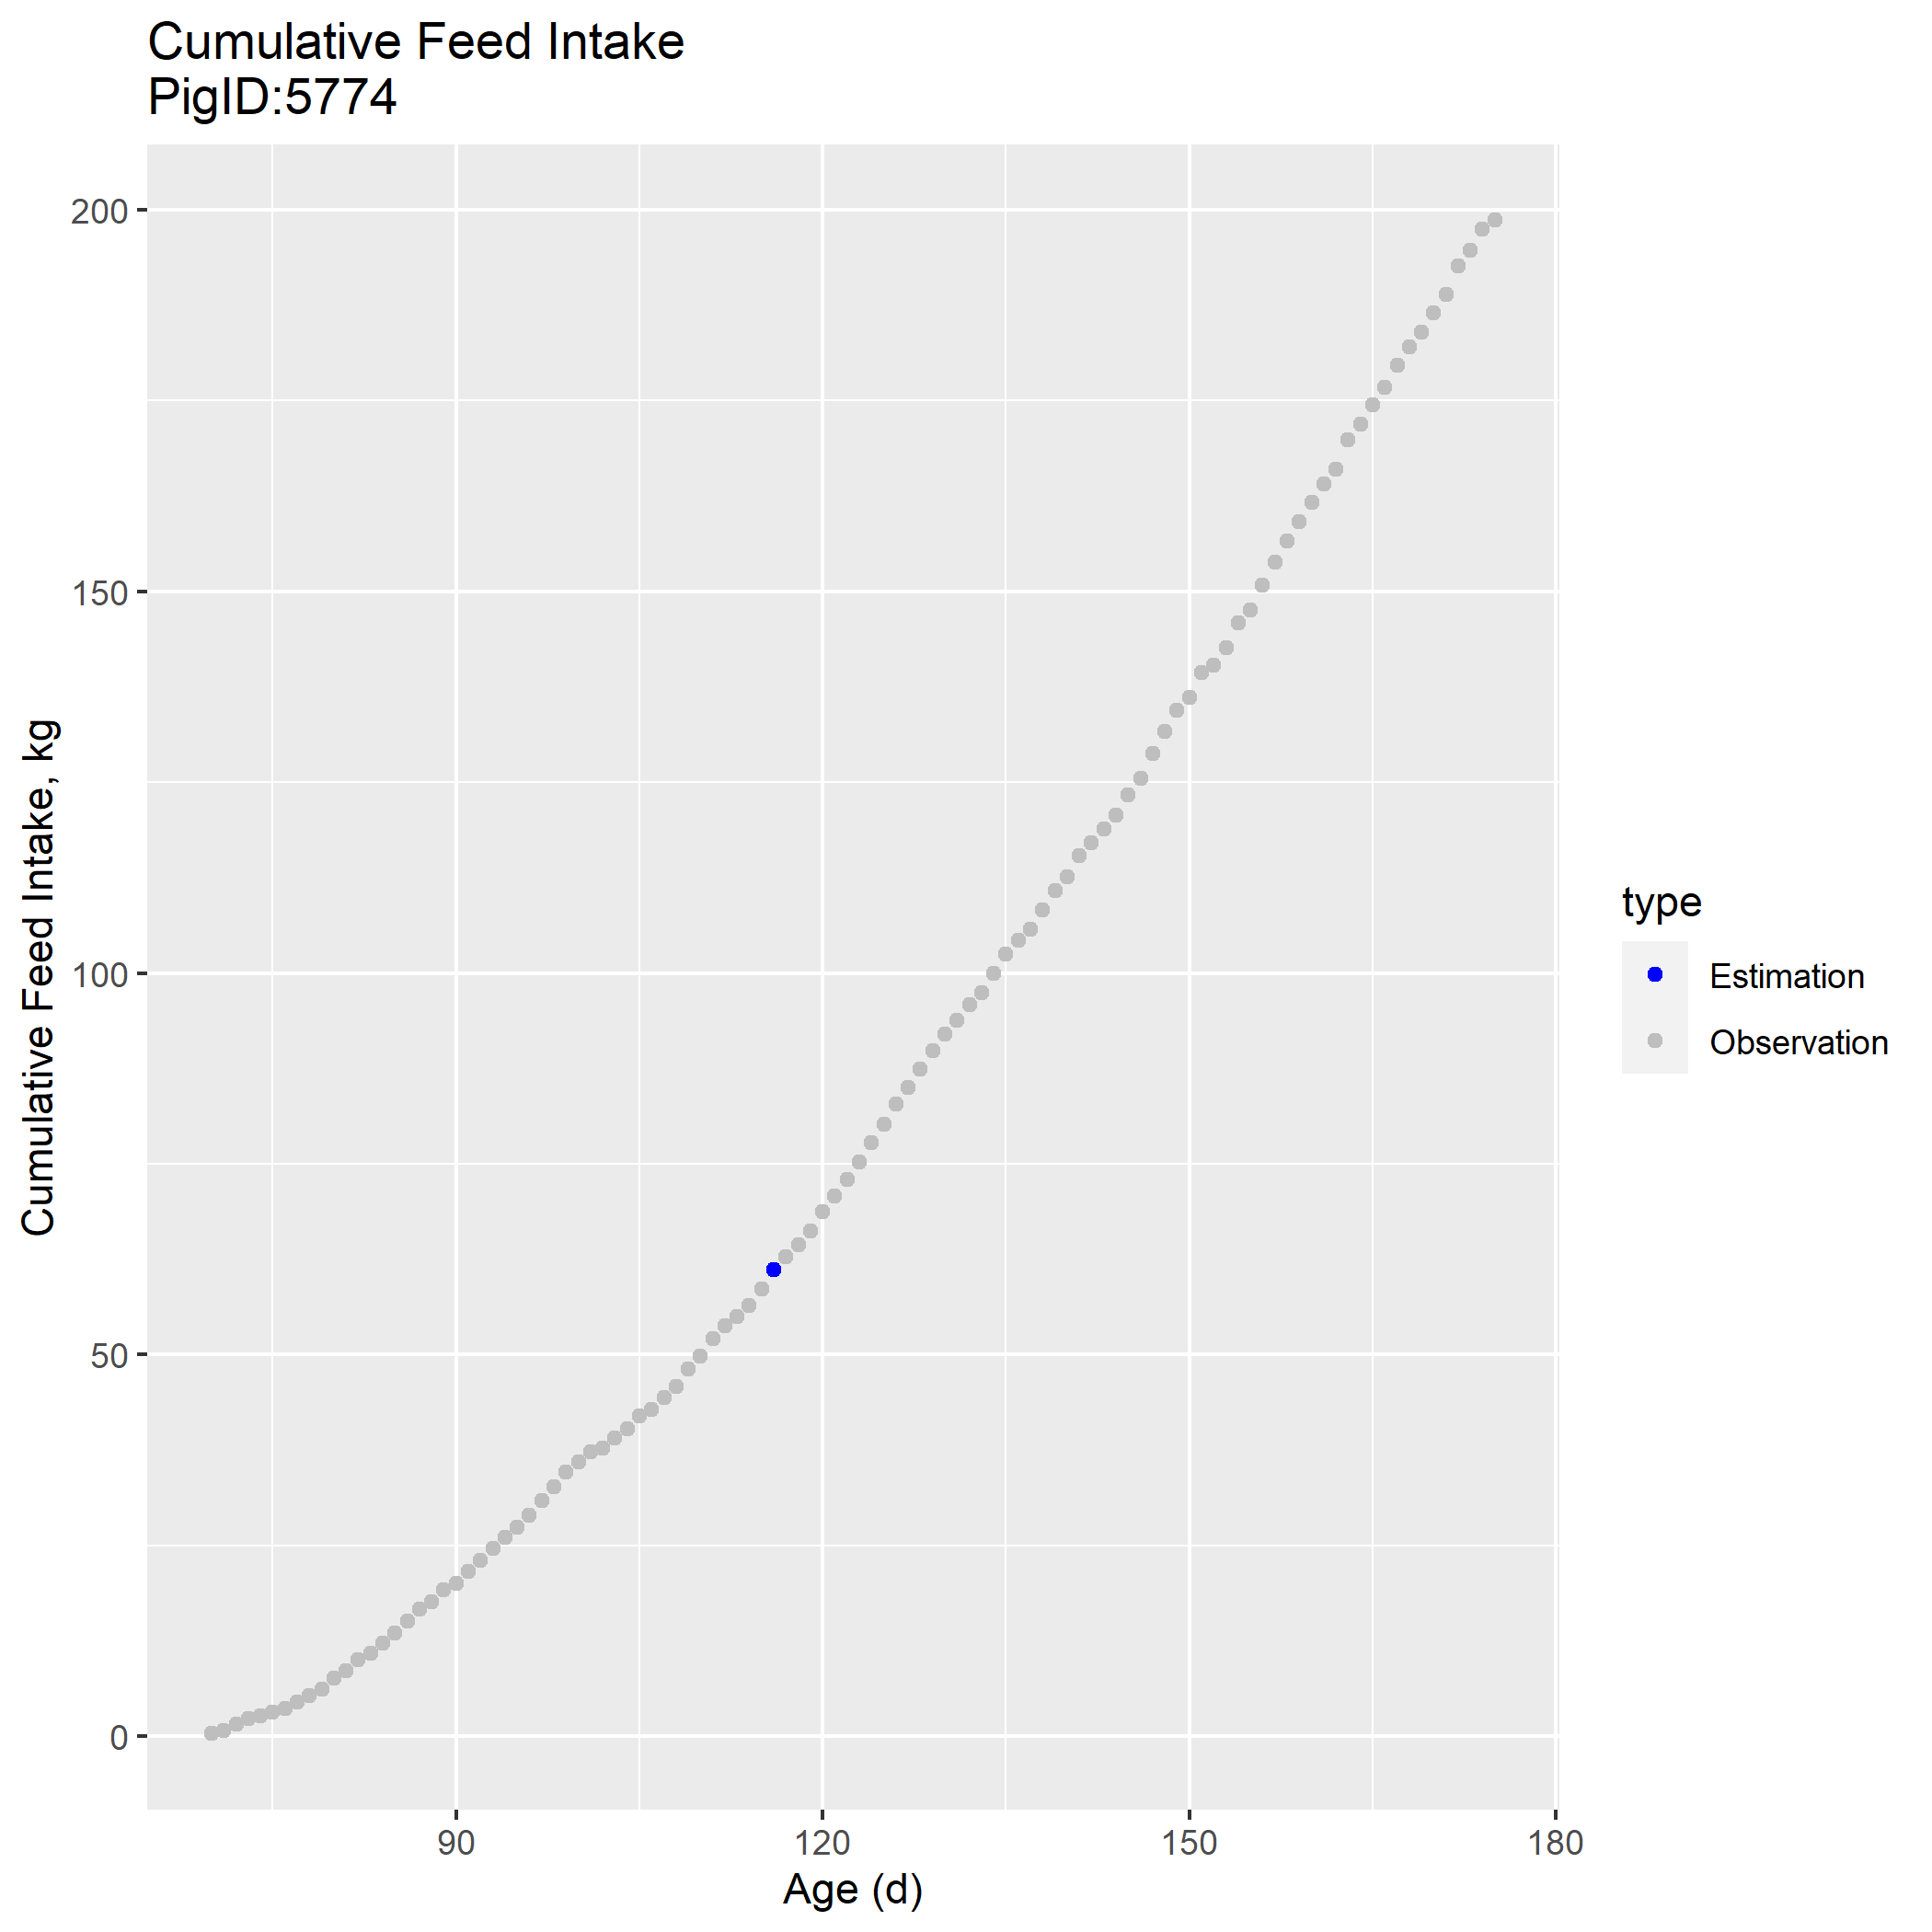 Cumulative Feed Intake
PigID:5774
200
150
100
50
0
Cumulative Feed Intake, kg
90
120
150
180
Age (d)
type
Estimation
Observation